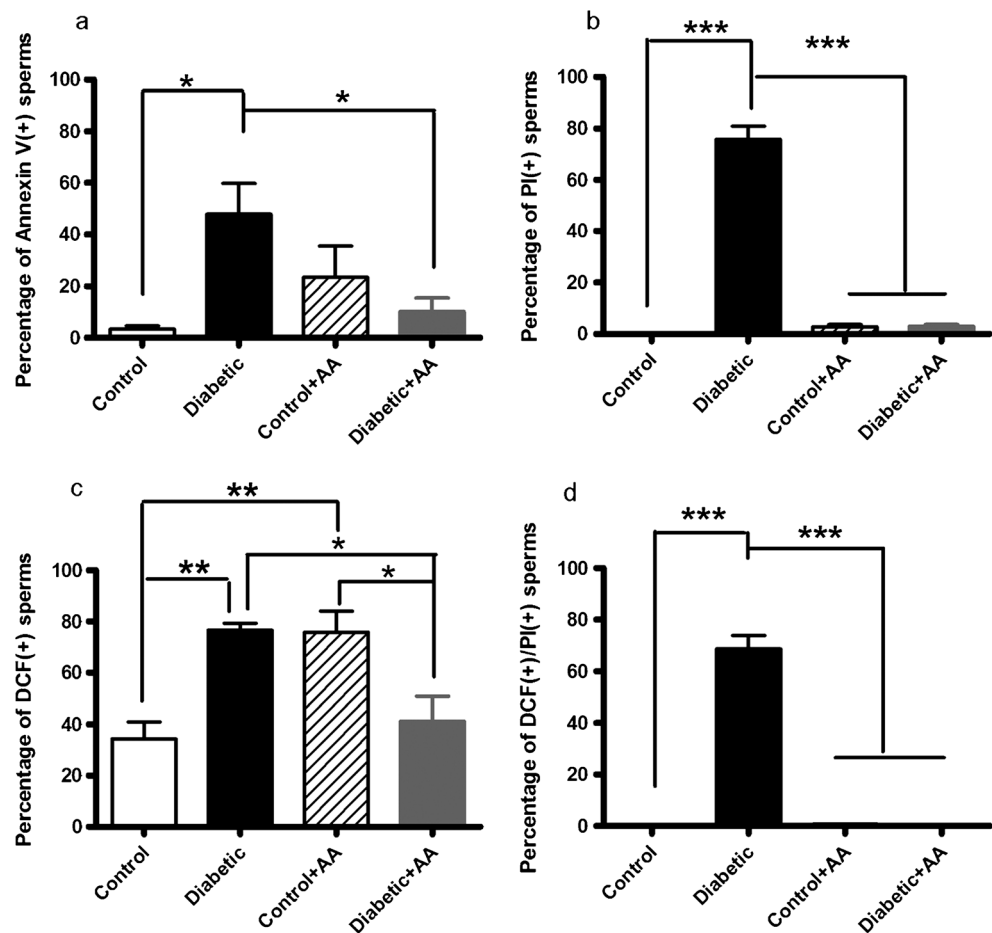 a
Percentage of Annexin V(+) sperms
100
80
60
40
20
0
*
*
Control
Diabetic
Control+AA
Diabetic+AA
b
Percentage of PI(+) sperms
100
80
60
40
20
0
***
***
Control
Diabetic
Control+AA
Diabetic+AA
c
Percentage of DCF(+) sperms
100
80
60
40
20
0
**
**
*
*
Control
Diabetic
Control+AA
Diabetic+AA
d
Percentage of DCF(+)/PI(+) sperms
100
80
60
40
20
0
***
***
Control
Diabetic
Control+AA
Diabetic+AA